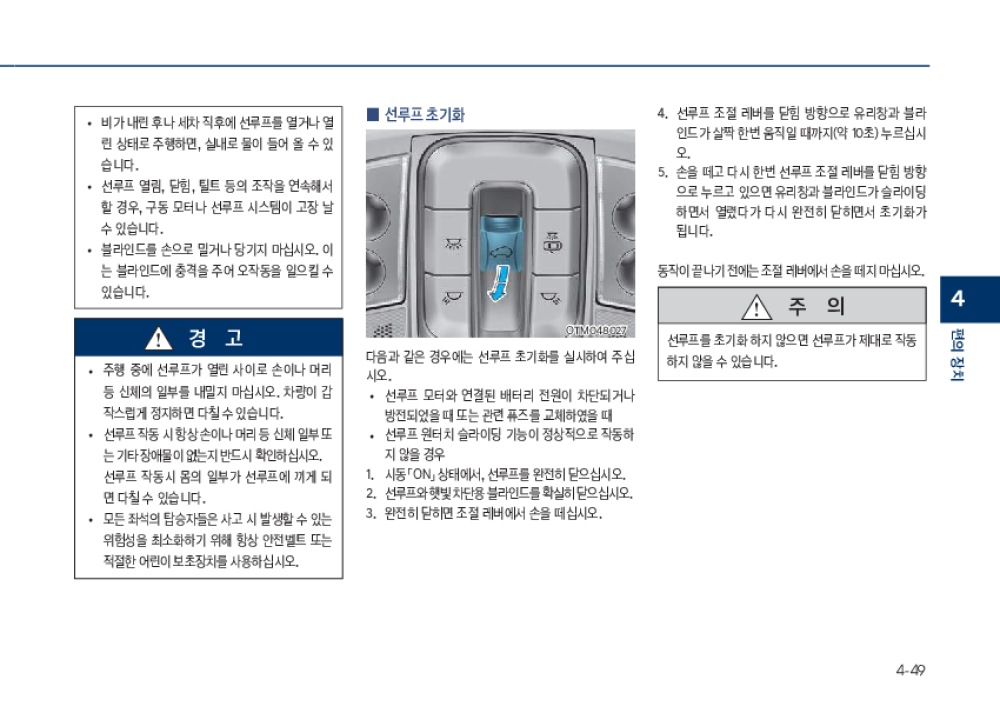 • 비가 내린 후나 세차 직후에 선루프를 열거나 열
린 상태로 주행하면, 실내로 물이 들어 올 수 있
습니다.
• 선루프 열림, 닫힘, 틸트 등의 조작을 연속해서
할 경우, 구동 모터나 선루프 시스템이 고장 날
수 있습니다.
• 블라인드를 손으로 밀거나 당기지 마십시오. 이
는 블라인드에 충격을 주어 오작동을 일으킬 수
있습니다.
경 고
• 주행 중에 선루프가 열린 사이로 손이나 머리
등 신체의 일부를 내밀지 마십시오. 차량이 갑
작스럽게 정지하면 다칠 수 있습니다.
• 선루프 작동 시 항상 손이나 머리 등 신체 일부 또
는 기타 장애물이 없는지 반드시 확인하십시오.
선루프 작동시 몸의 일부가 선루프에 끼게 되
면 다칠 수 있습니다.
• 모든 좌석의 탑승자들은 사고 시 발생할 수 있는
위험성을 최소화하기 위해 항상 안전벨트 또는
적절한 어린이 보호장치를 사용하십시오.
■ 선루프 초기화
OTM048027
다음과 같은 경우에는 선루프 초기화를 실시하여 주십
시오.
• 선루프 모터와 연결된 배터리 전원이 차단되거나
방전되었을 때 또는 관련 퓨즈를 교체하였을 때
• 선루프 원터치 슬라이딩 기능이 정상적으로 작동하
지 않을 경우
1. 시동「ON」상태에서, 선루프를 완전히 닫으십시오.
2. 선루프와 햇빛 차단용 블라인드를 확실히 닫으십시오.
3. 완전히 닫히면 조절 레버에서 손을 떼십시오.
4. 선루프 조절 레버를 닫힘 방향으로 유리창과 블라
인드가 살짝 한번 움직일 때까지(약 10초) 누르십시
오.
5. 손을 떼고 다시 한번 선루프 조절 레버를 닫힘 방향
으로 누르고 있으면 유리창과 블라인드가 슬라이딩
하면서 열렸다가 다시 완전히 닫히면서 초기화가
됩니다.
동작이 끝나기 전에는 조절 레버에서 손을 떼지 마십시오.
주 의
선루프를 초기화 하지 않으면 선루프가 제대로 작동
하지 않을 수 있습니다.
4
편의 장치
4-49